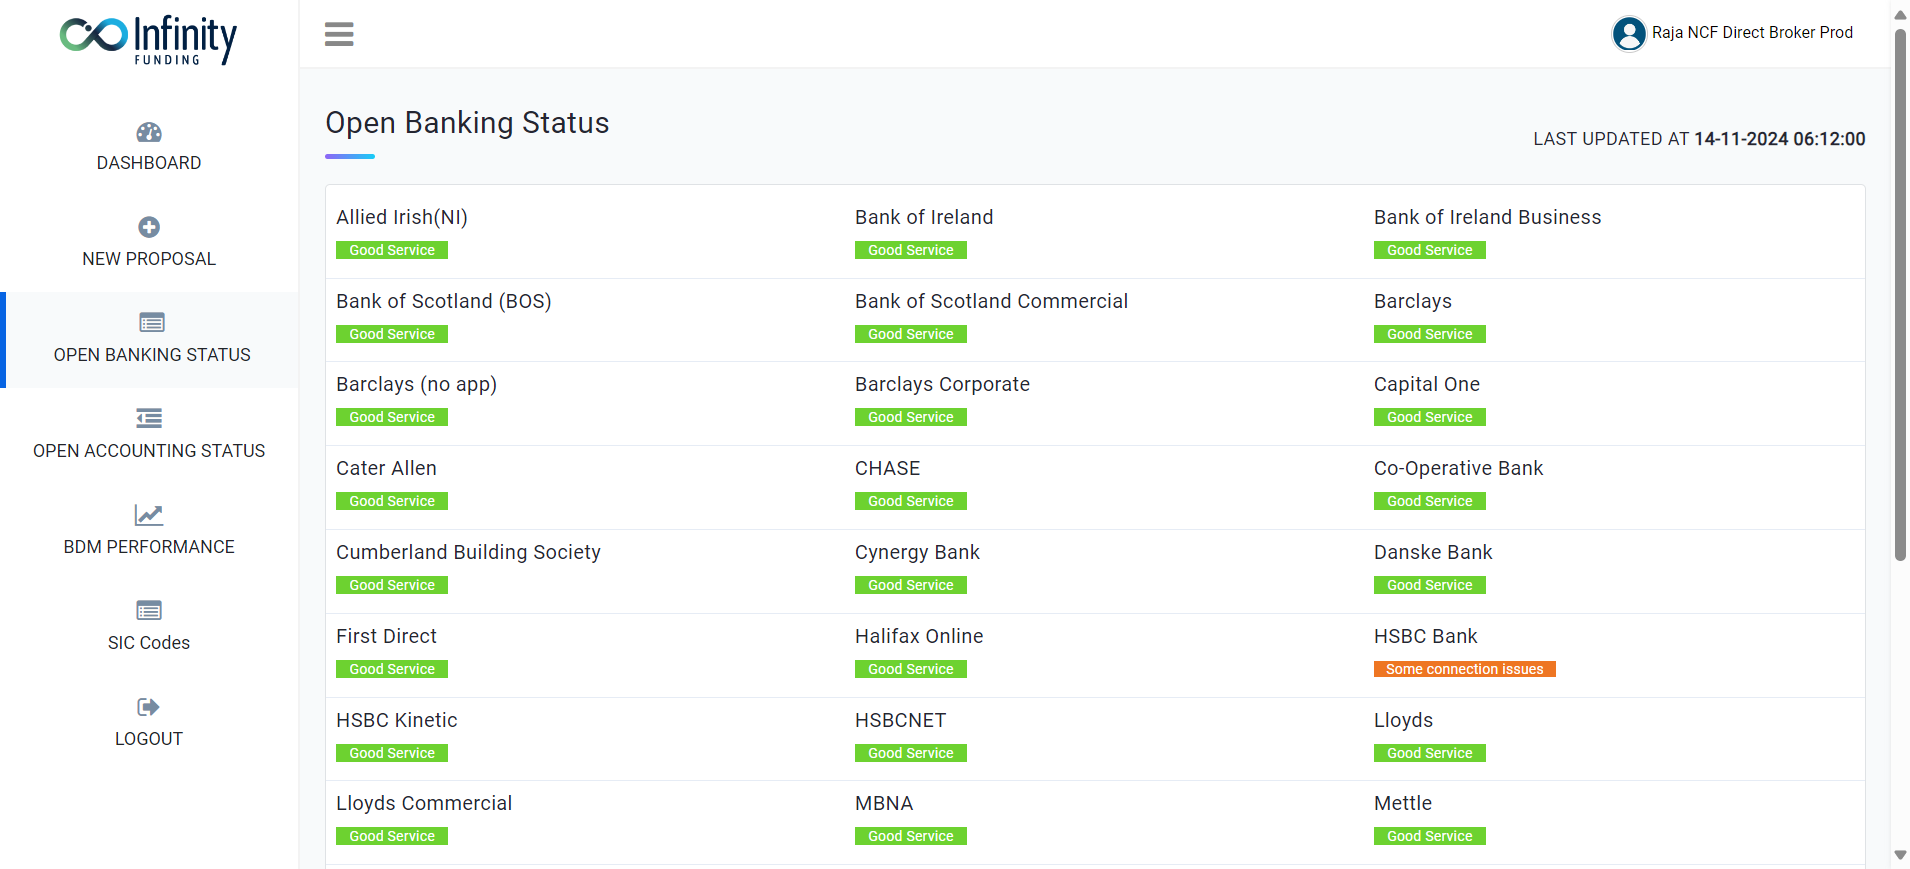 Infinity
FUNDING
Raja NCF Direct Broker Prod
DASHBOARD
NEW PROPOSAL
OPEN BANKING STATUS
OPEN ACCOUNTING STATUS
BDM PERFORMANCE
SIC Codes
LOGOUT
Open Banking Status
LAST UPDATED AT 14-11-2024 06:12:00
Allied Irish(NI) Bank of Ireland Bank of Ireland Business
Good Service Good Service Good Service
Bank of Scotland (BOS) Bank of Scotland Commercial Barclays
Good Service Good Service Good Service
Barclays (no app) Barclays Corporate Capital One
Good Service Good Service Good Service
Cater Allen CHASE Co-Operative Bank
Good Service Good Service Good Service
Cumberland Building Society Cynergy Bank Danske Bank
Good Service Good Service Good Service
First Direct Halifax Online HSBC Bank
Good Service Good Service Some connection issues
HSBC Kinetic HSBCNET Lloyds
Good Service Good Service Good Service
Lloyds Commercial MBNA Mettle
Good Service Good Service Good Service